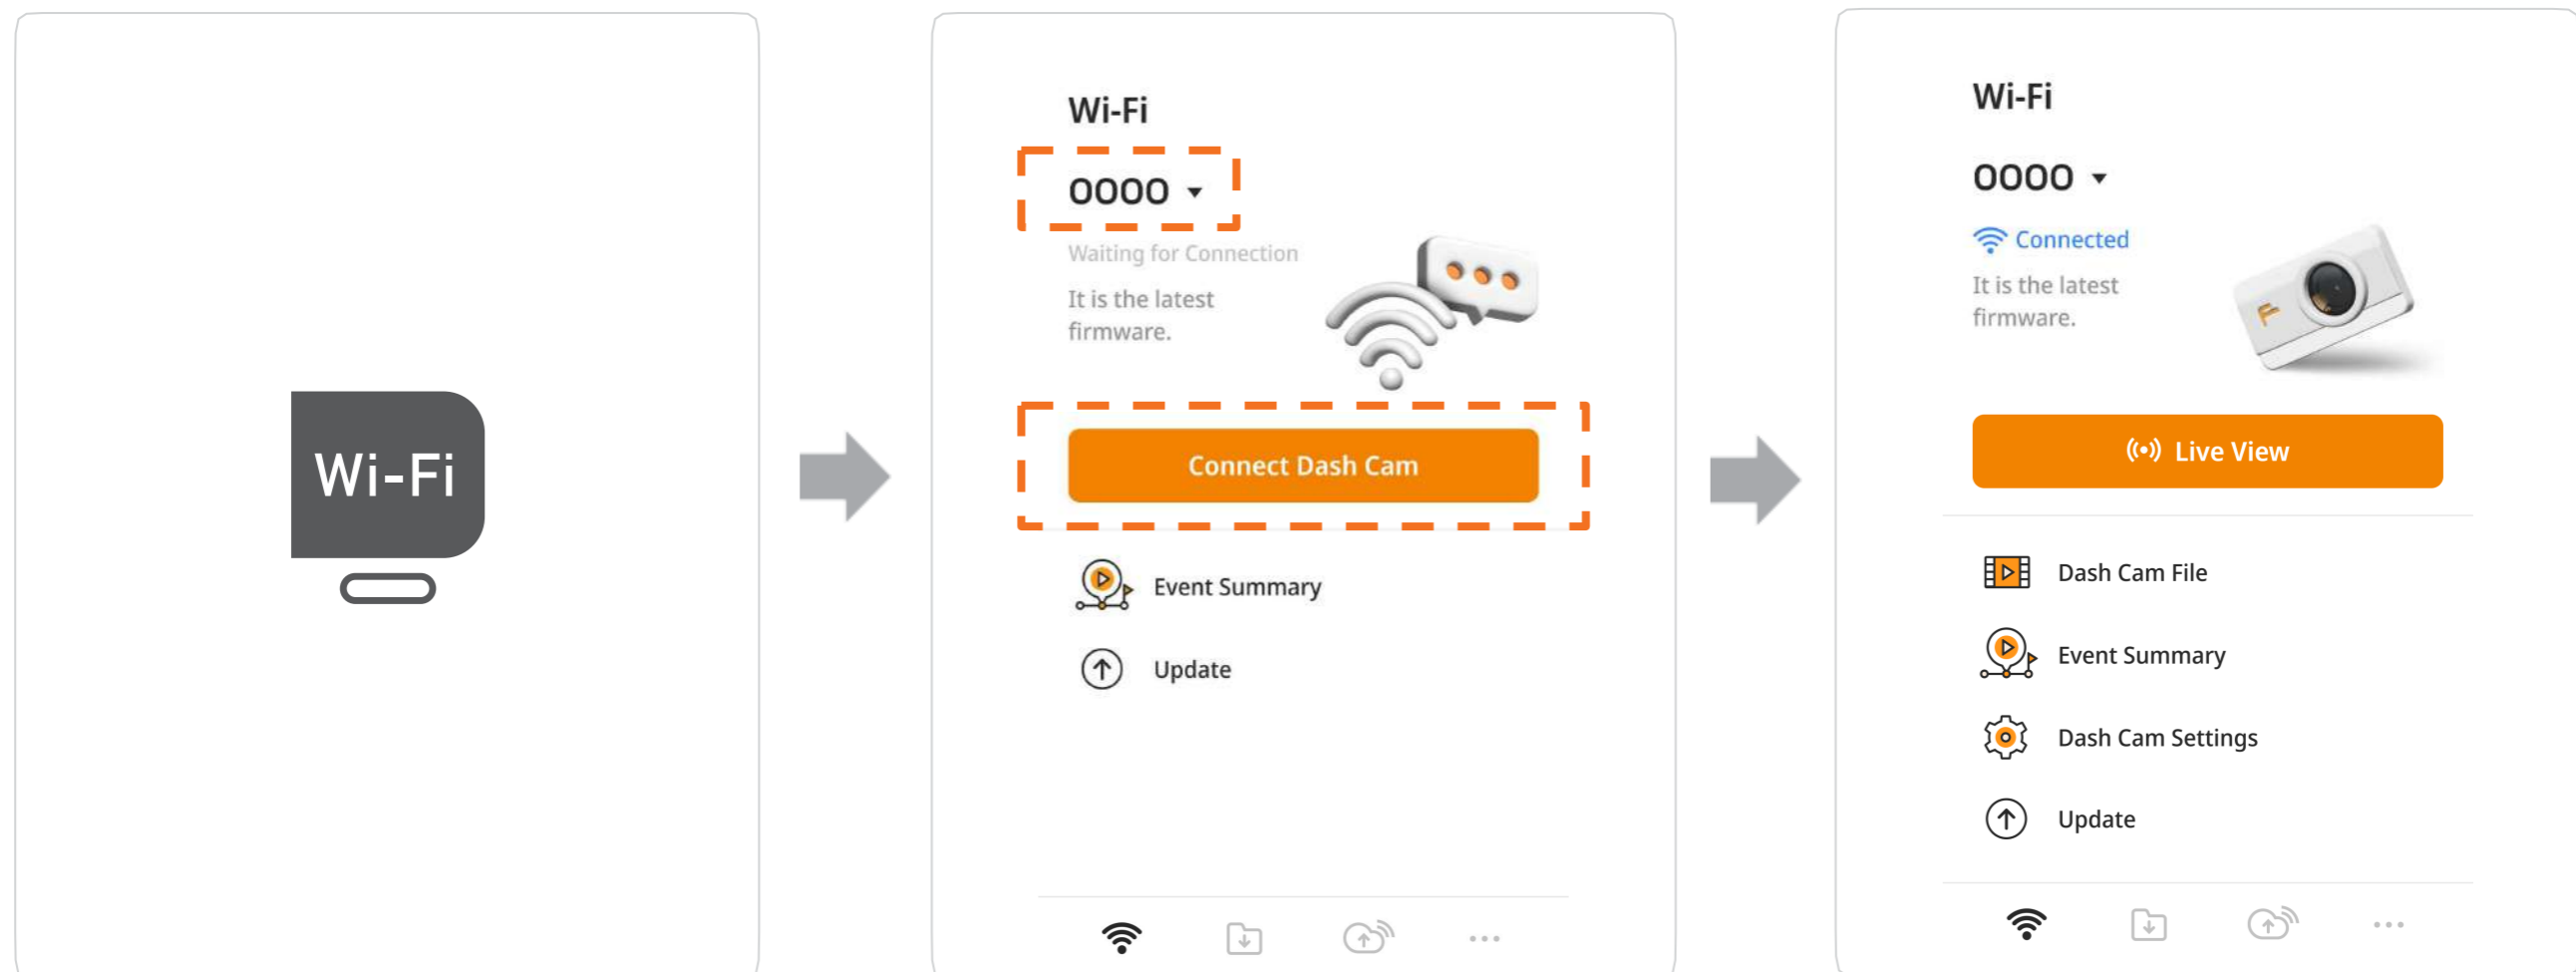 Wi-Fi
Wi-Fi
0000
Waiting for Connection
It is the latest
firmware.
Connect Dash Cam
Event Summary
Update
Wi-Fi
0000
Connected
It is the latest
firmware.
Live View
Dash Cam File
Event Summary
Dash Cam Settings
Update